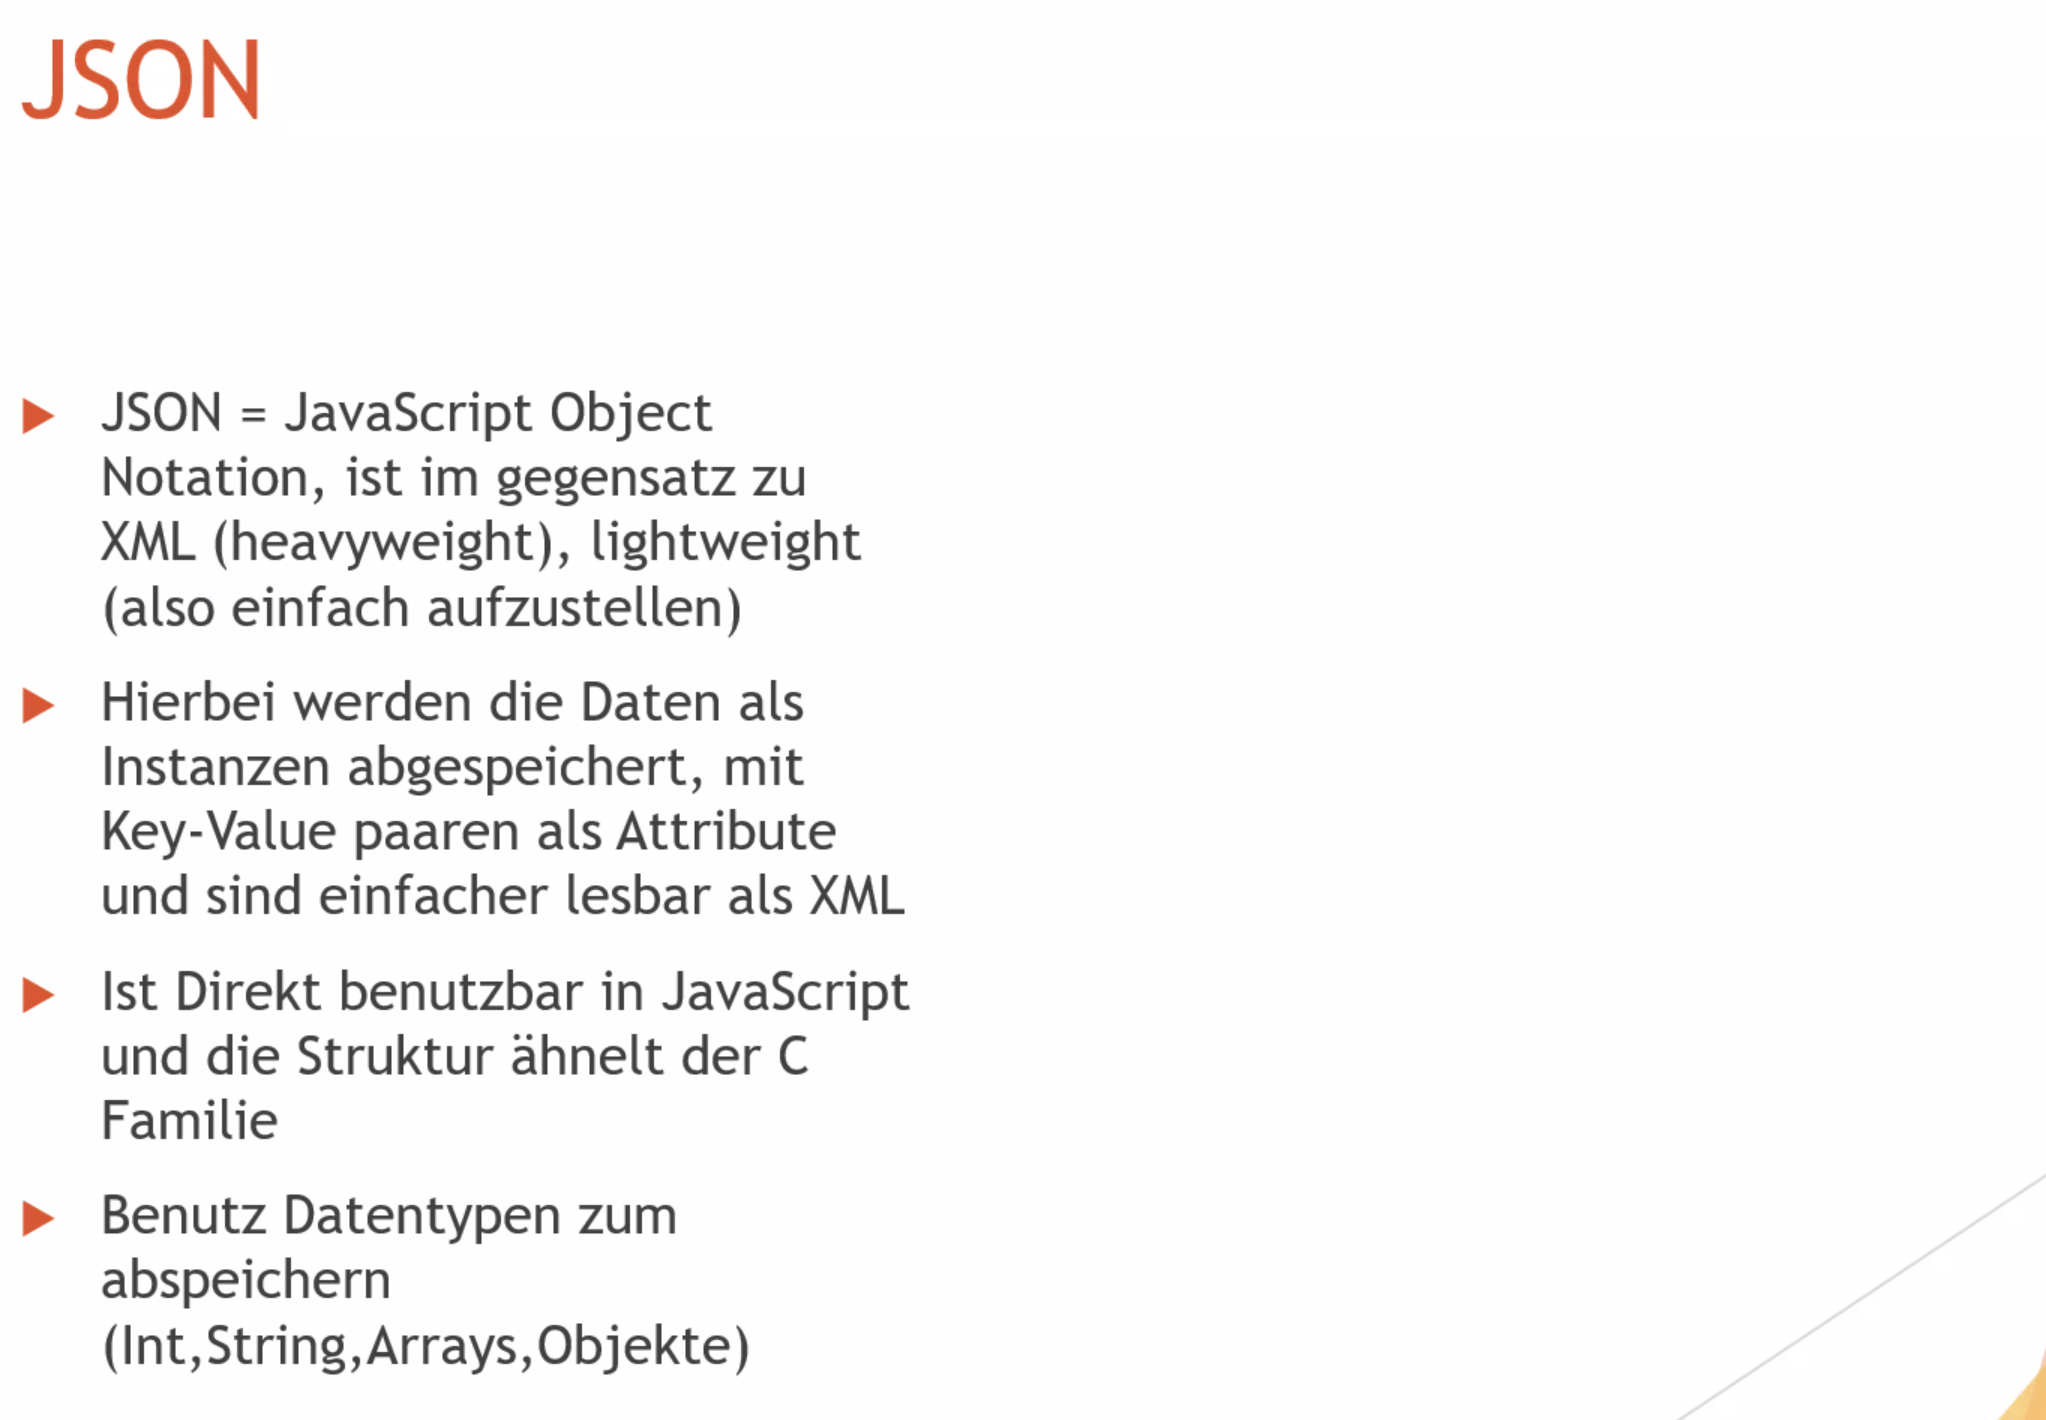 JSON
JSON = JavaScript Object
Notation, ist im gegensatz zu
XML (heavyweight), lightweight
(also einfach aufzustellen)
Hierbei werden die Daten als
Instanzen abgespeichert, mit
Key-Value paaren als Attribute
und sind einfacher lesbar als XML
Ist Direkt benutzbar in JavaScript
und die Struktur ähnelt der C
Familie
Benutz Datentypen zum
abspeichern
(Int,String,Arrays,Objekte)